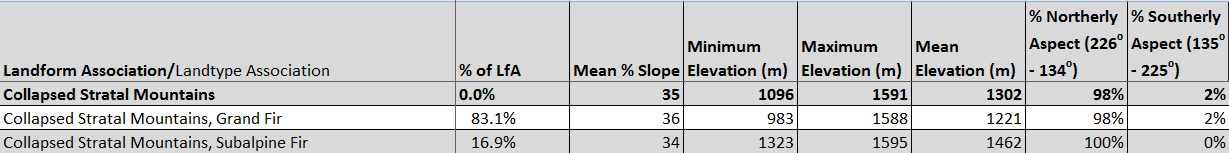 Landform Association/Landtype Association % of LfA Mean % Slope Minimum Elevation (m) Maximum Elevation (m) Mean Elevation (m) % Northerly Aspect (226° - 134°) % Southerly Aspect (135° - 225°)
Collapsed Stratal Mountains 0.0% 35 1096 1591 1302 98% 2%
Collapsed Stratal Mountains, Grand Fir 83.1% 36 983 1588 1221 98% 2%
Collapsed Stratal Mountains, Subalpine Fir 16.9% 34 1323 1595 1462 100% 0%